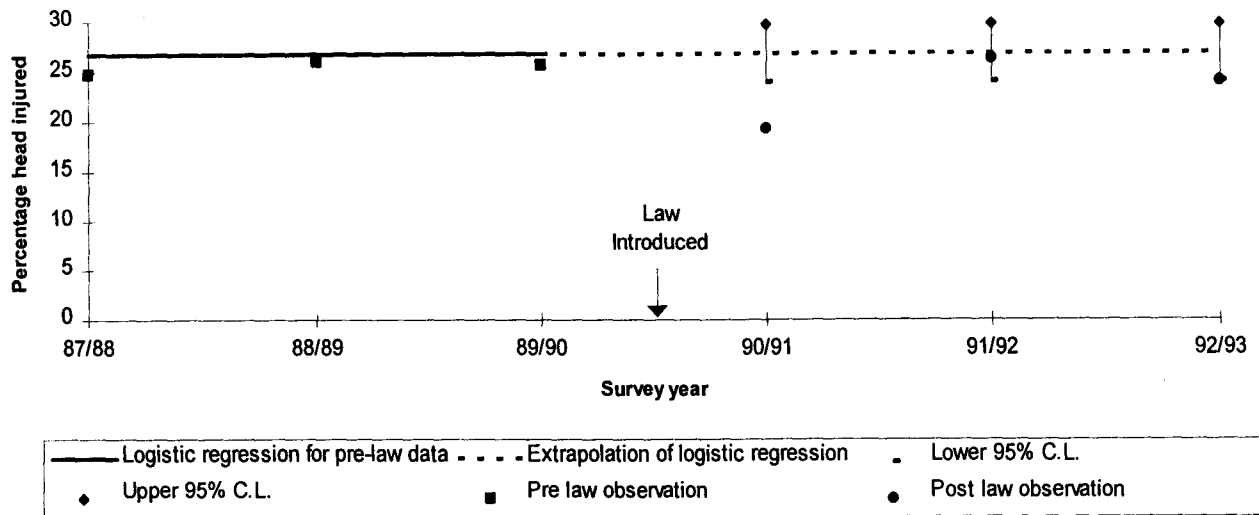 30
25
20
15
10
5
0
Percentage head injured
Law
Introduced
87/88
88/89
89/90
90/91
91/92
92/93
Survey year
Logistic regression for pre-law data
Extrapolation of logistic regression
Lower 95% C.L.
Upper 95% C.L.
Pre law observation
Post law observation